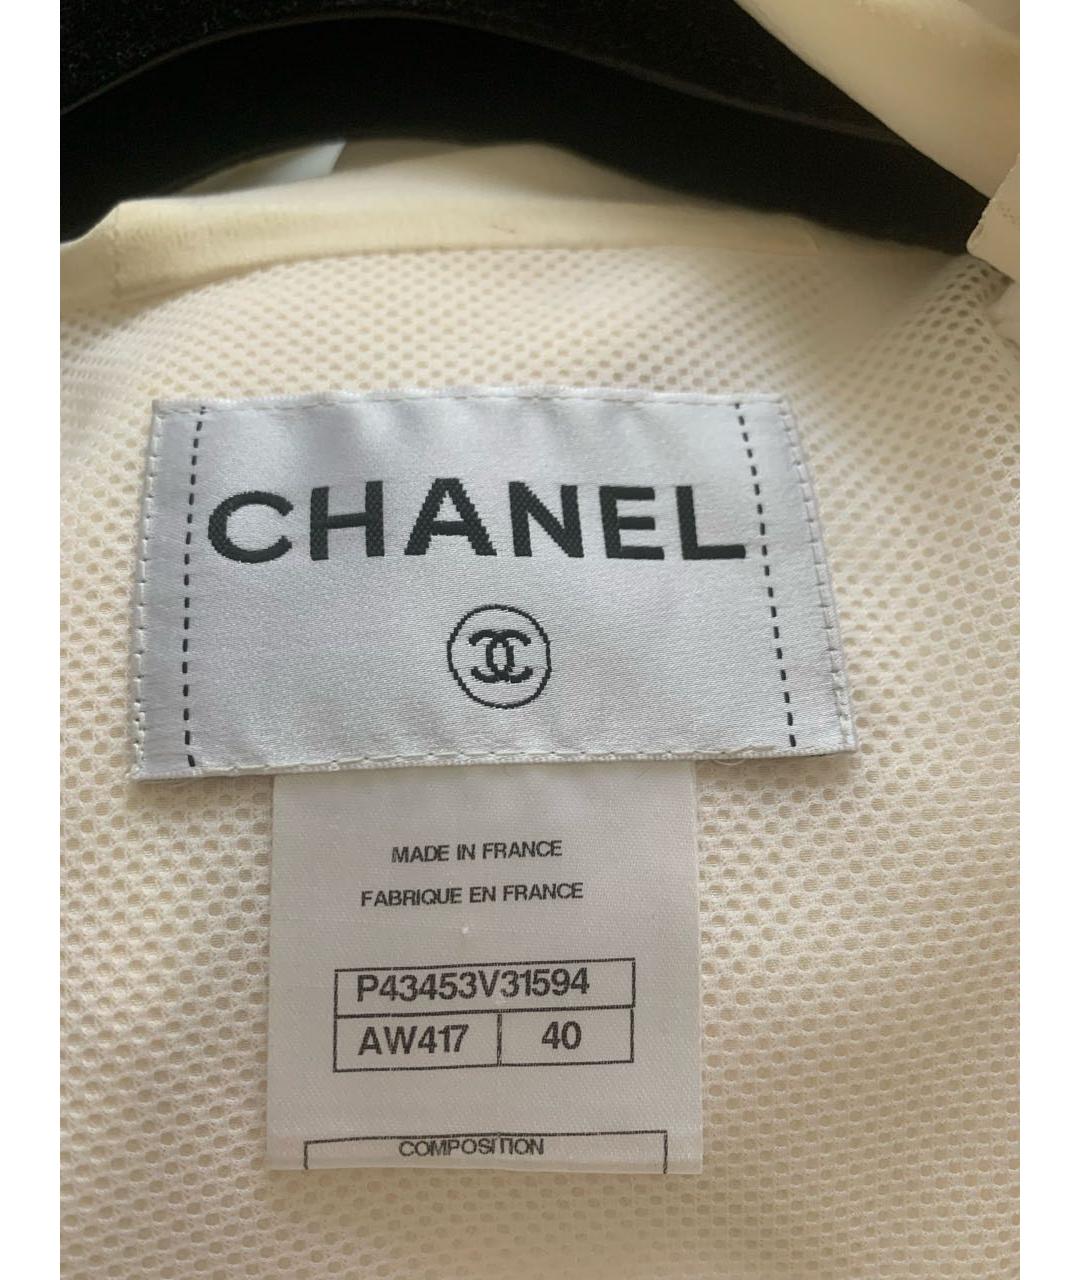 CHANEL
MADE IN FRANCE
FABRIQUE EN FRANCE
P43453V31594
AW417 40
COMPOSITION